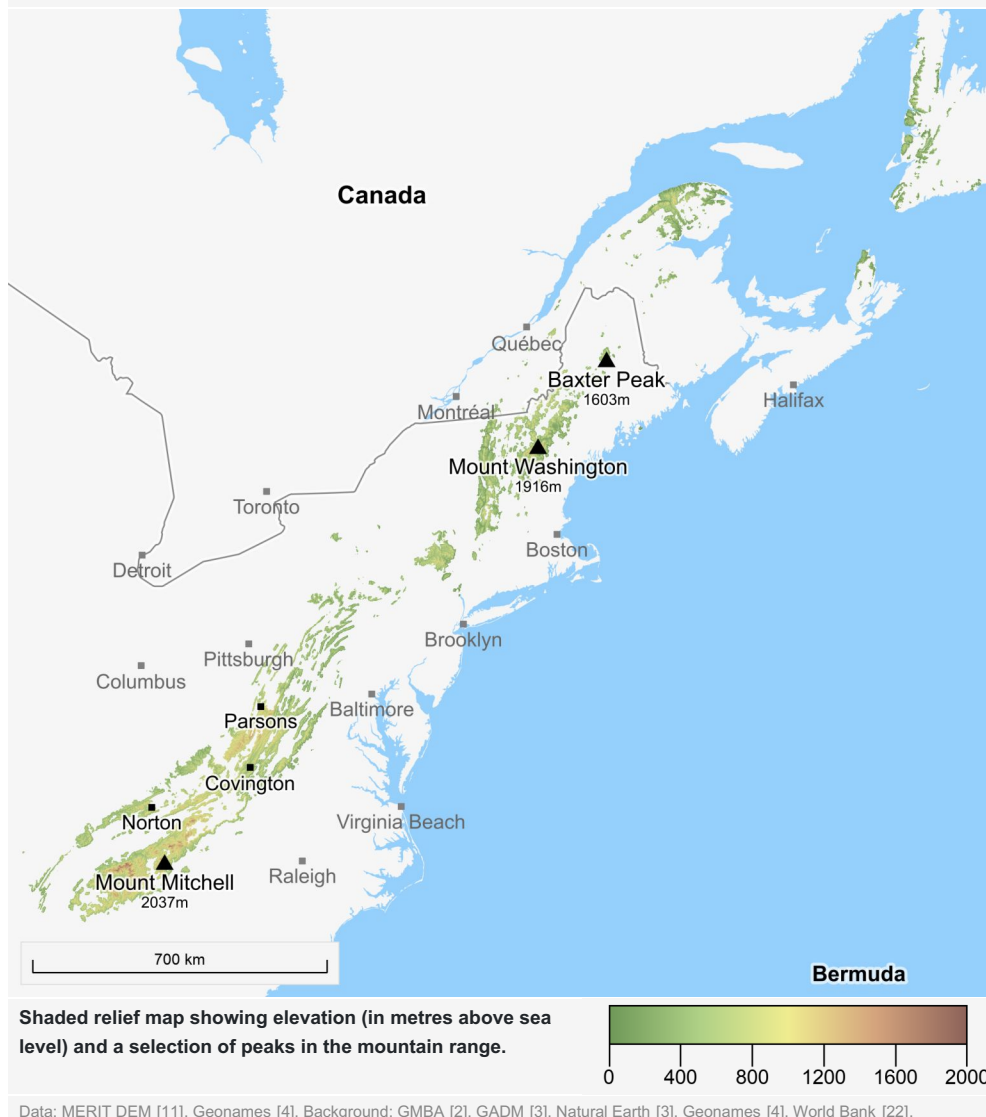 Canada
Québec
Baxter Peak
1603m
Montréal
Halifax
Mount Washington
1916m
Toronto
Boston
Detroit
Brooklyn
Pittsburgh
Columbus
Baltimore
Parsons
Covington
Norton
Virginia Beach
Raleigh
Mount Mitchell
2037m
700 km
Bermuda
Shaded relief map showing elevation (in metres above sea
level) and a selection of peaks in the mountain range.
0 400 800 1200 1600 2000
Data: MERIT DEM [11], Geonames [4]. Background: GMBA [2], GADM [3], Natural Earth [3], Geonames [4], World Bank [22].